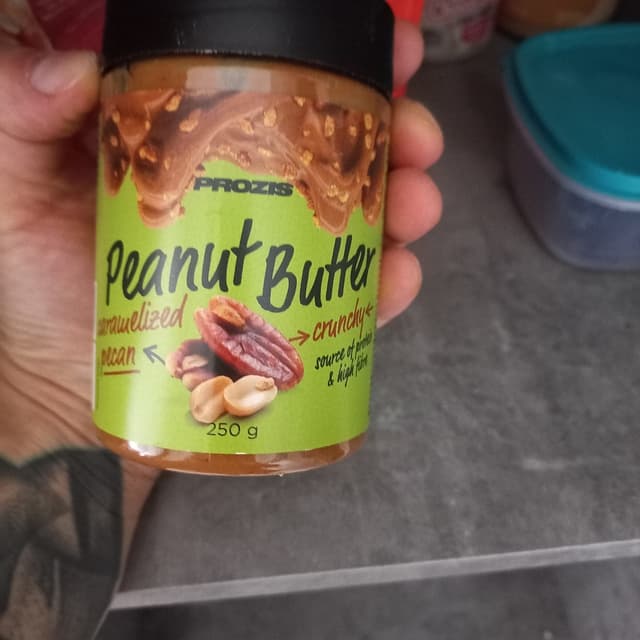 PROZIS
Peanut Butter
caramelized
pecan
crunchy
source of protein
& high fibre
250 g